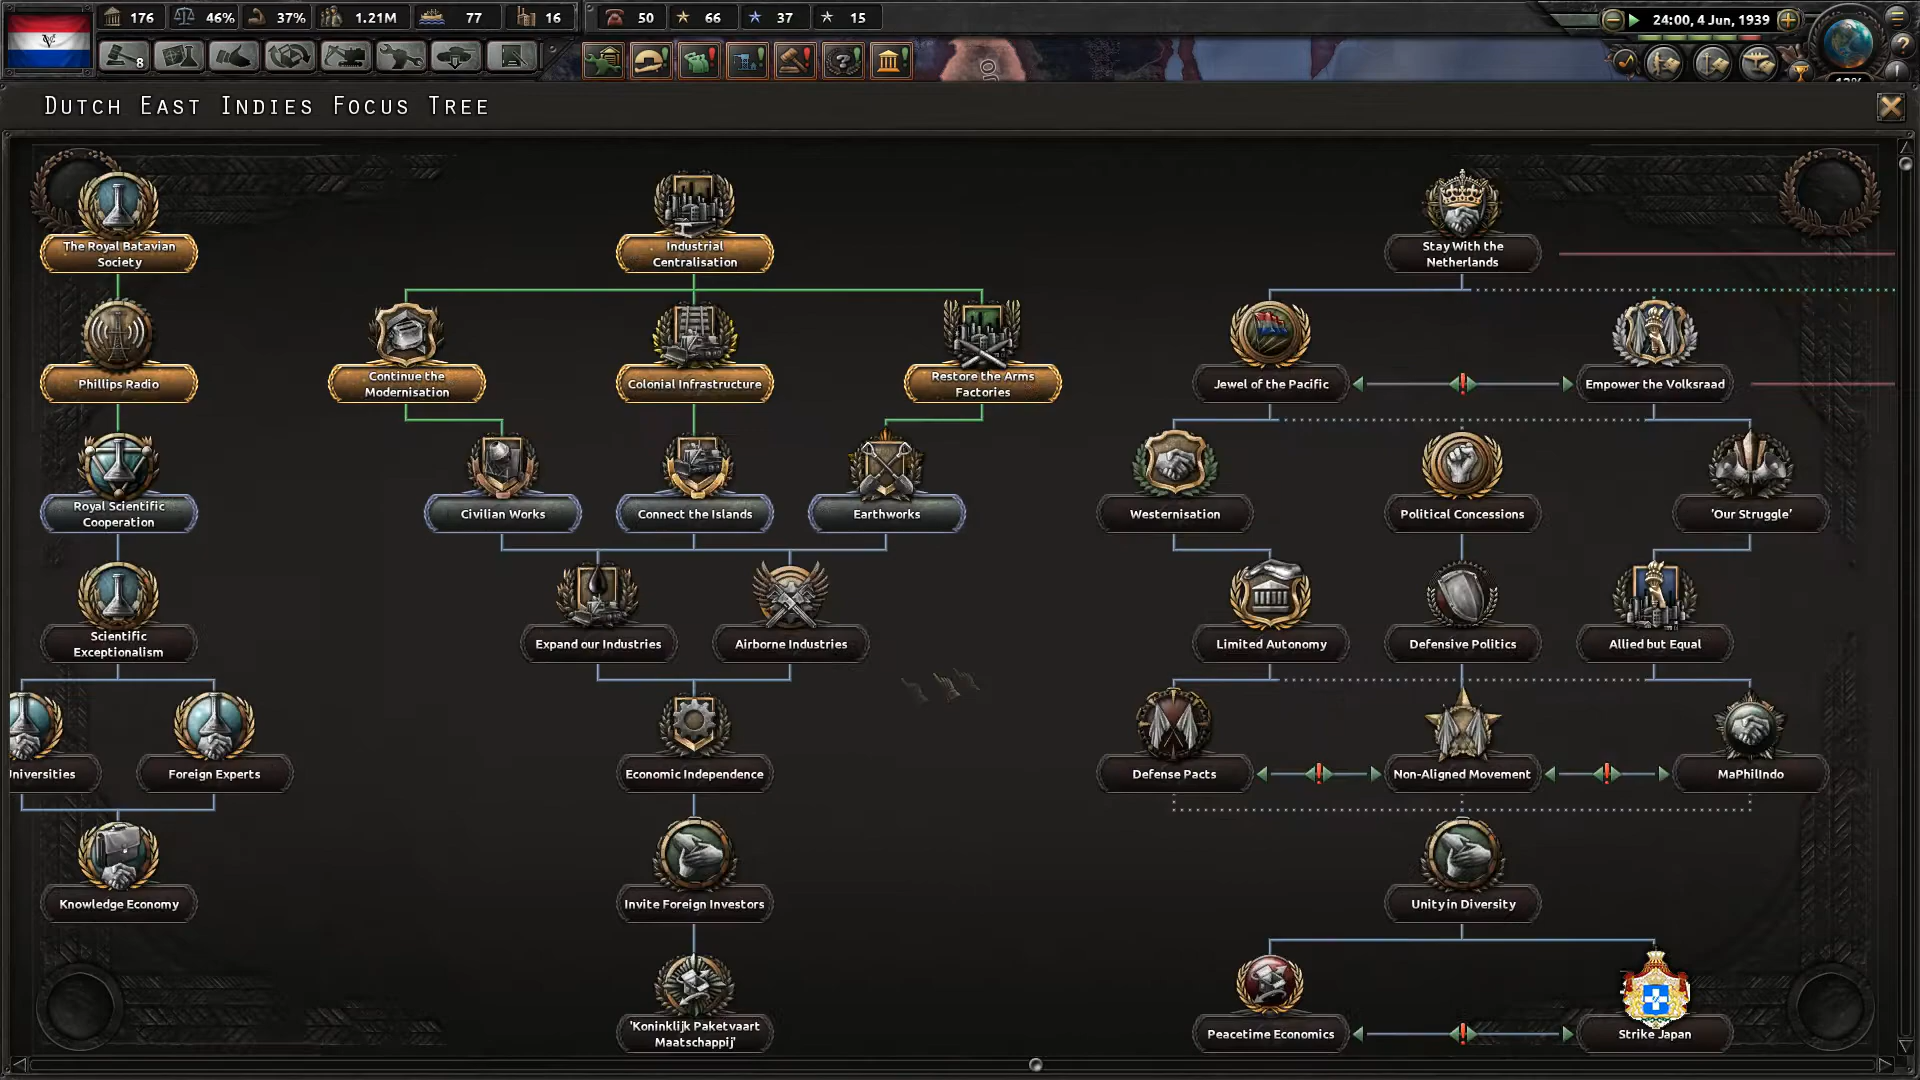 176
46%
37%
1.21M
77
16
50
66
37
15
24:00, 4 Jun, 1939
8
Dutch East Indies Focus Tree
The Royal Batavian
Society
Industrial
Centralisation
Stay With the
Netherlands
Phillips Radio
Continue the
Modernisation
Colonial Infrastructure
Restore the Arms
Factories
Jewel of the Pacific
Empower the Volksraad
Royal Scientific
Cooperation
Civilian Works
Connect the Islands
Earthworks
Westernisation
Political Concessions
'Our Struggle'
Scientific
Exceptionalism
Expand our Industries
Airborne Industries
Limited Autonomy
Defensive Politics
Allied but Equal
Universities
Foreign Experts
Economic Independence
Defense Pacts
Non-Aligned Movement
MaPhilIndo
Knowledge Economy
Invite Foreign Investors
Unity in Diversity
'Koninklijk Paketvaart
Maatschappij'
Peacetime Economics
Strike Japan